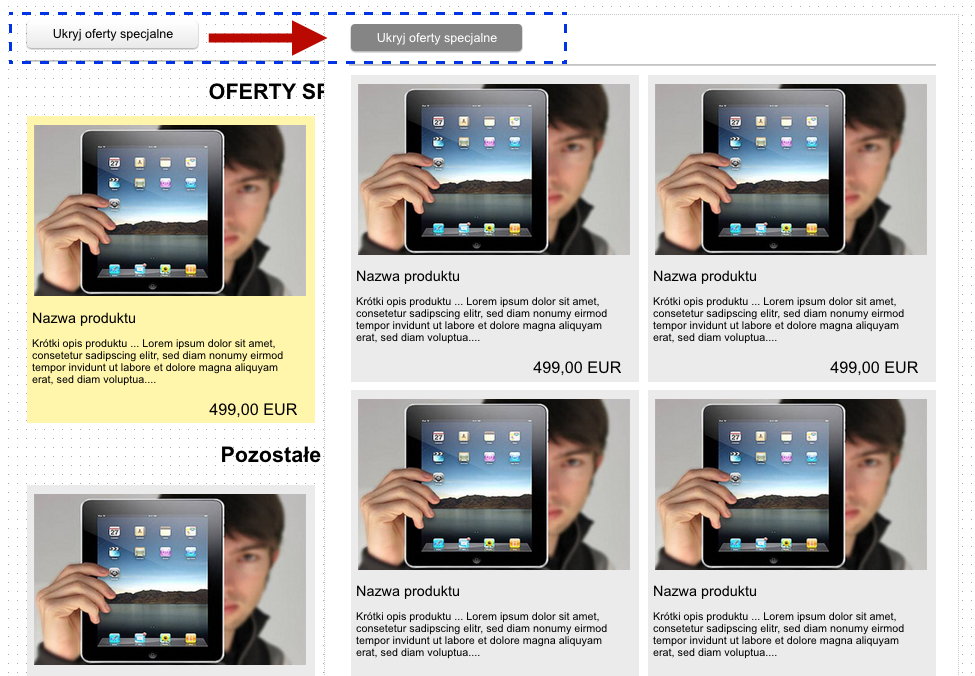 Ukryj oferty specjalne
Ukryj oferty specjalne
OFERTY SP
Nazwa produktu
Krótki opis produktu ... Lorem ipsum dolor sit amet,
consetetur sadipscing elitr, sed diam nonumy eirmod
tempor invidunt ut labore et dolore magna aliquyam
erat, sed diam voluptua....
499,00 EUR
Pozostałe
Nazwa produktu
Krótki opis produktu ... Lorem ipsum dolor sit amet,
consetetur sadipscing elitr, sed diam nonumy eirmod
tempor invidunt ut labore et dolore magna aliquyam
erat, sed diam voluptua....
499,00 EUR
Nazwa produktu
Krótki opis produktu ... Lorem ipsum dolor sit amet,
consetetur sadipscing elitr, sed diam nonumy eirmod
tempor invidunt ut labore et dolore magna aliquyam
erat, sed diam voluptua....
499,00 EUR
Nazwa produktu
Krótki opis produktu ... Lorem ipsum dolor sit amet,
consetetur sadipscing elitr, sed diam nonumy eirmod
tempor invidunt ut labore et dolore magna aliquyam
erat, sed diam voluptua....
Nazwa produktu
Krótki opis produktu ... Lorem ipsum dolor sit amet,
consetetur sadipscing elitr, sed diam nonumy eirmod
tempor invidunt ut labore et dolore magna aliquyam
erat, sed diam voluptua....